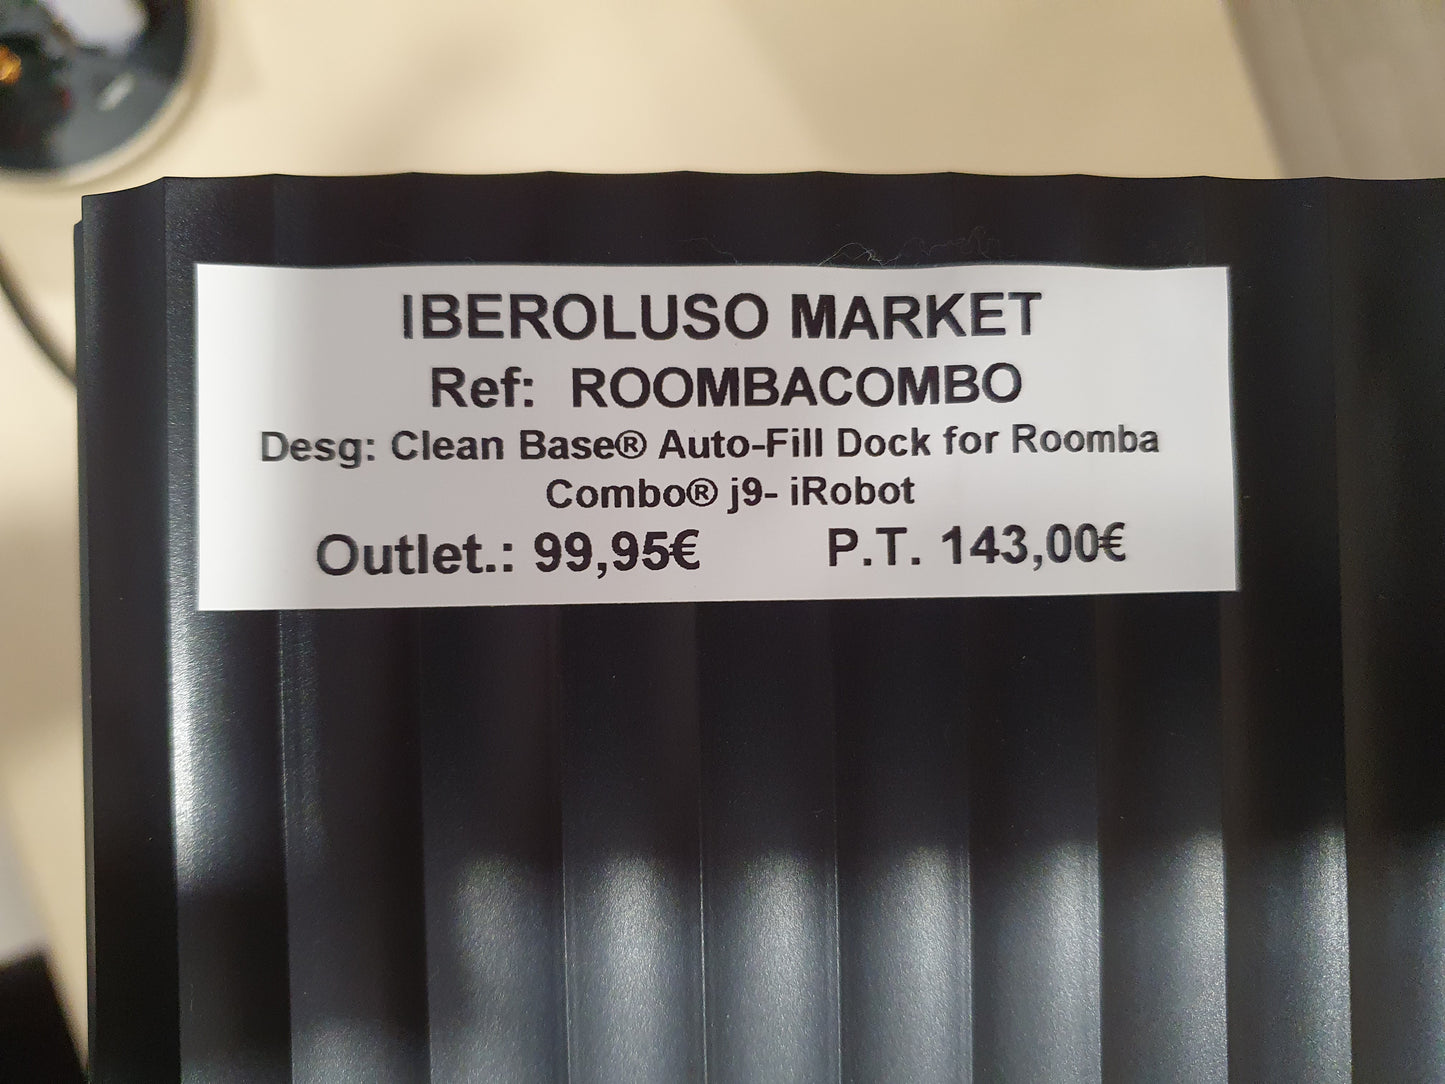 IBEROLUSO MARKET
Ref: ROOMBACOMBO
Desg: Clean Base® Auto-Fill Dock for Roomba
Combo® j9- iRobot
Outlet.: 99,95€ P.T. 143,00€